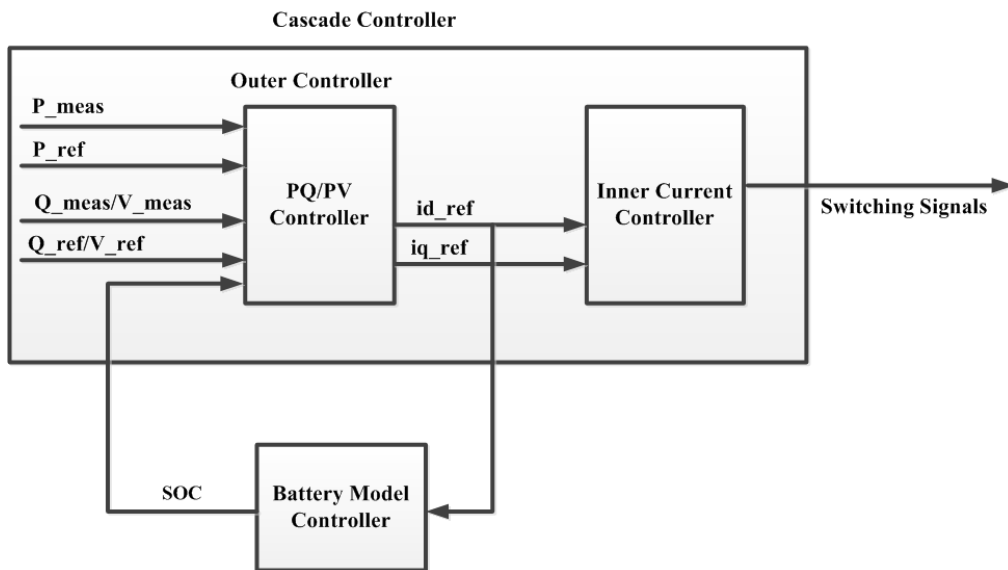 Cascade Controller
Outer Controller
P_meas
P_ref
Q_meas/V_meas
Q_ref/V_ref
PQ/PV
Controller
id_ref
iq_ref
Inner Current
Controller
Switching Signals
SOC
Battery Model
Controller